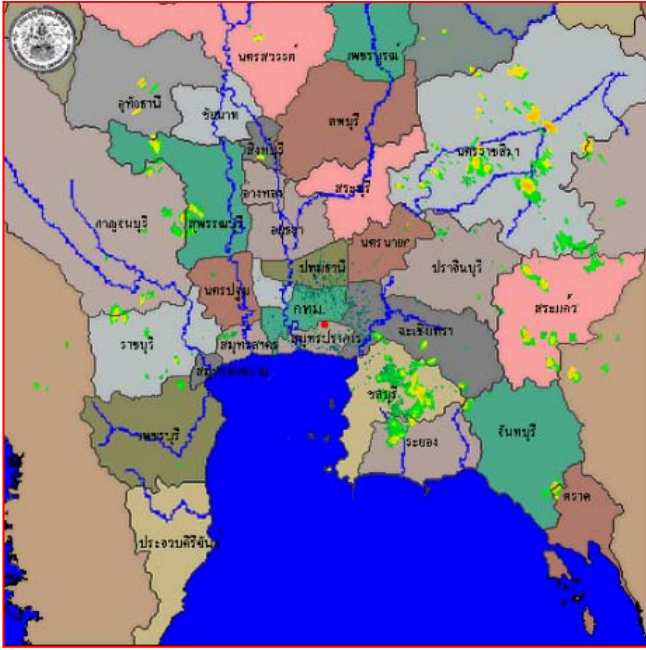 นครสวรรค์
เพชรบูรณ์
อุทัยธานี
ชัยนาท
ลพบุรี
สิงห์บุรี
นครราชสีมา
อ่างทอง
สระบุรี
กาญจนบุรี
สุพรรณบุรี
อยุธยา
นครนายก
ปทุมธานี
ปราจีนบุรี
นครปฐม
กทม.
สระแก้ว
ฉะเชิงเทรา
ราชบุรี
สมุทรสาคร
สมุทรปราการ
ชลบุรี
เพชรบุรี
ระยอง
จันทบุรี
ตราด
ประจวบคีรีขันธ์